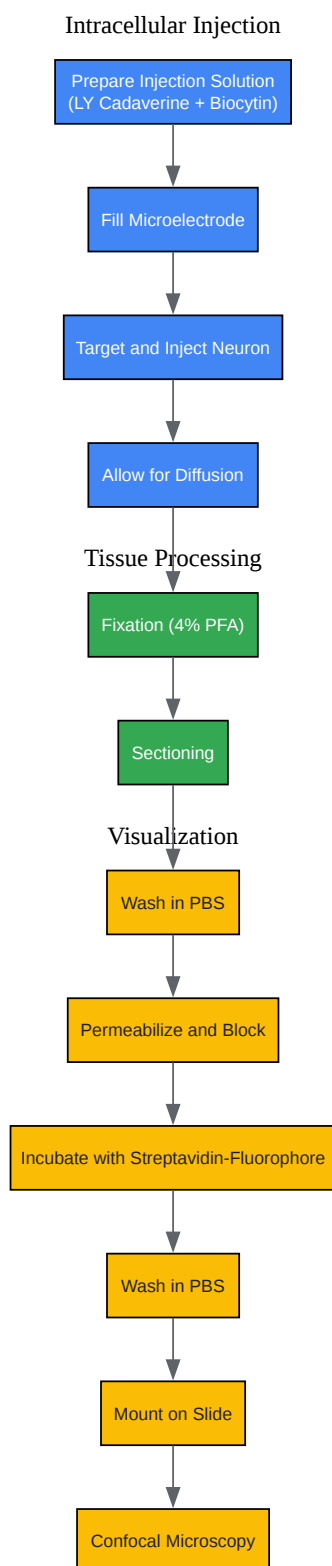 Intracellular Injection
Prepare Injection Solution
(LY Cadaverine + Biocytin)
Fill Microelectrode
Target and Inject Neuron
Allow for Diffusion
Tissue Processing
Fixation (4% PFA)
Sectioning
Visualization
Wash in PBS
Permeabilize and Block
Incubate with Streptavidin-Fluorophore
Wash in PBS
Mount on Slide
Confocal Microscopy